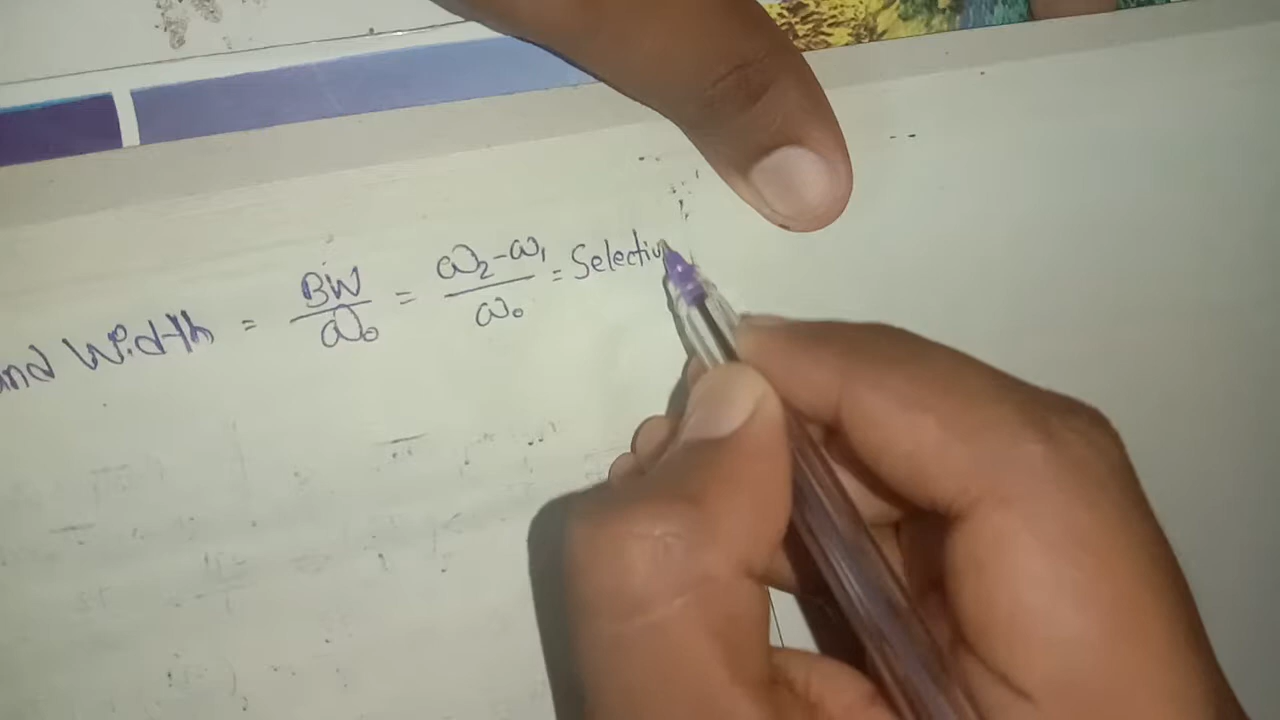 and Width = BW/ω₀ = ω₂-ω₁/ω₀ = Selectiv